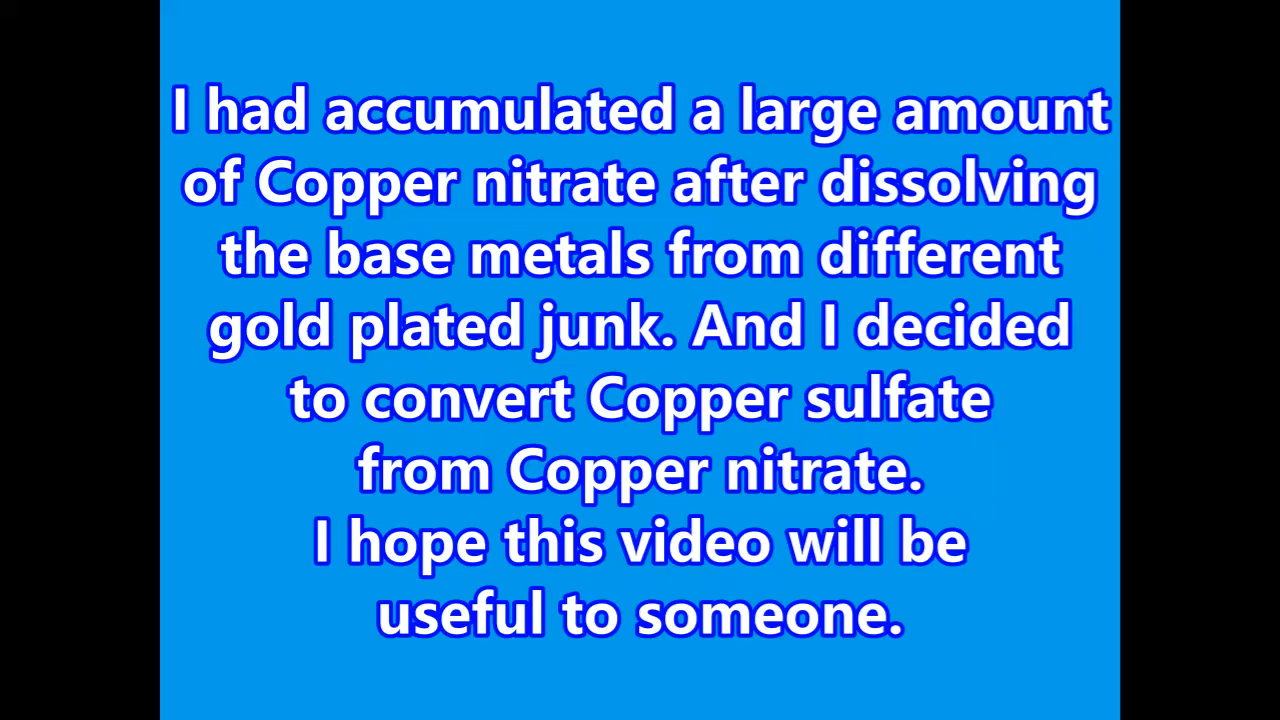 I had accumulated a large amount
of Copper nitrate after dissolving
the base metals from different
gold plated junk. And I decided
to convert Copper sulfate
from Copper nitrate.
I hope this video will be
useful to someone.